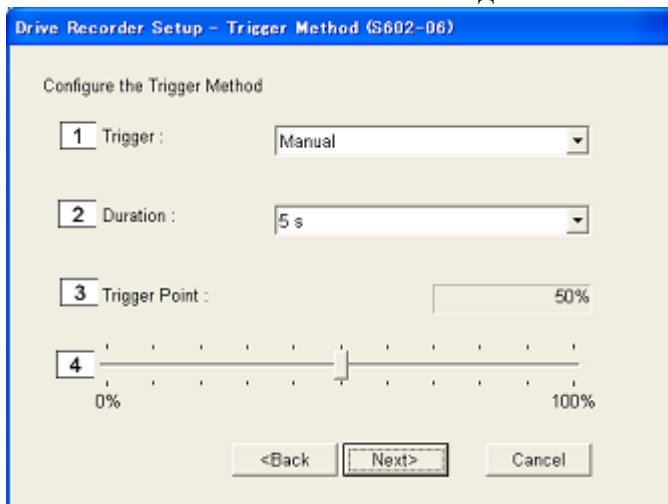 Drive Recorder Setup - Trigger Method (S602-06)
Configure the Trigger Method
1 Trigger : Manual
2 Duration : 5 s
3 Trigger Point : 50%
4
0% 100%
<Back Next> Cancel